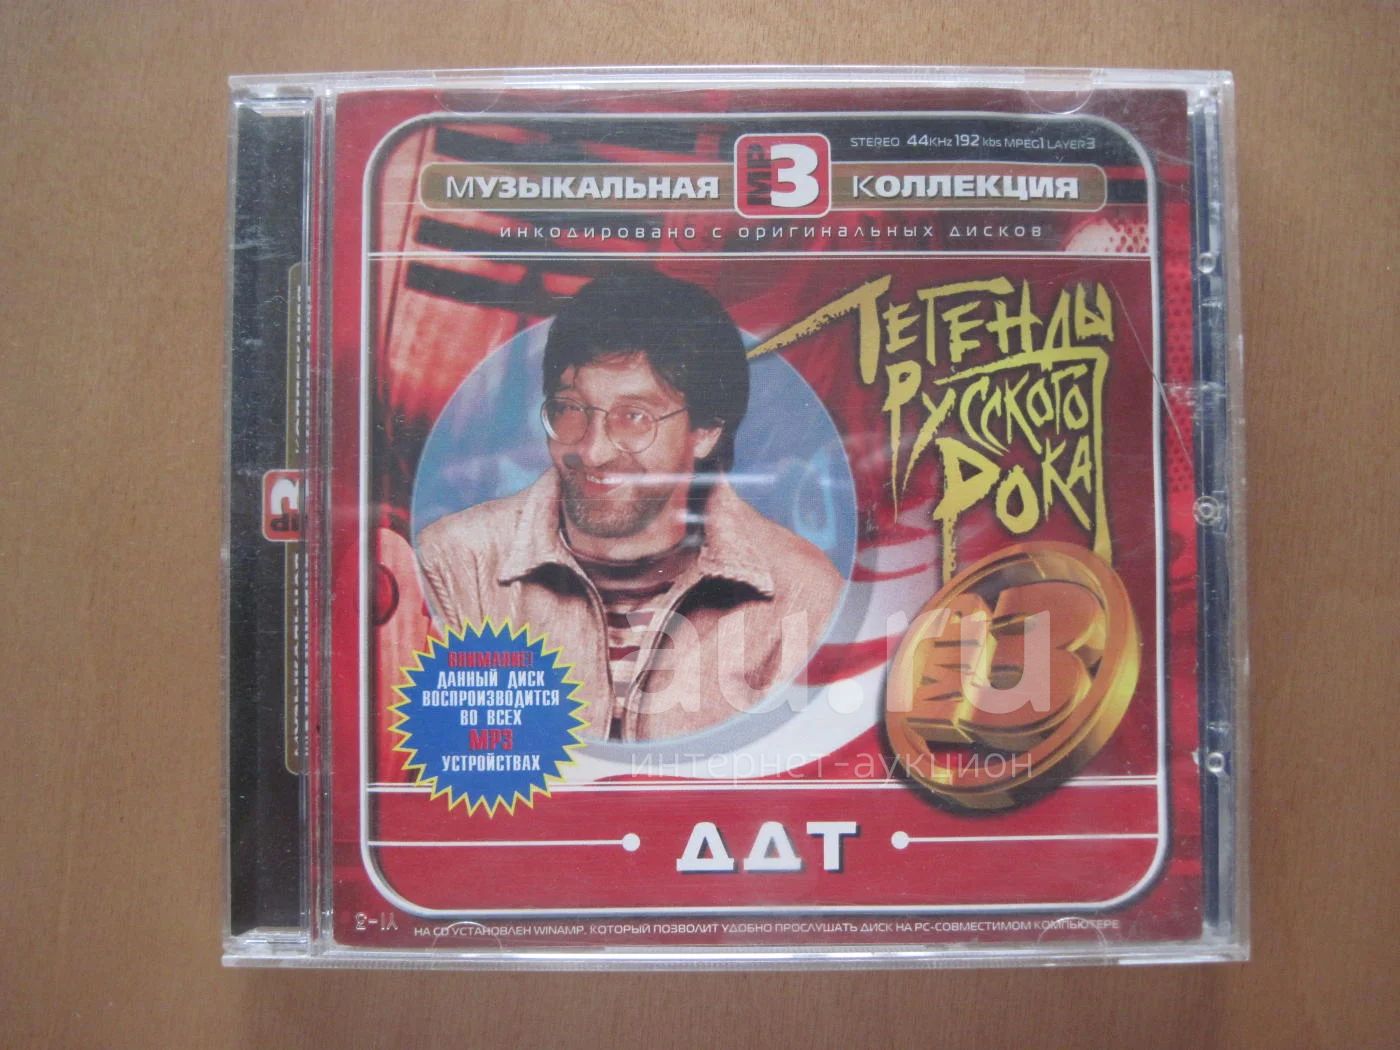 STEREO 44KHz 192 kbs MPEG1 LAYER3
МУЗЫКАЛЬНАЯ MP3 КОЛЛЕКЦИЯ
инкодировано с оригинальных дисков
ЛЕГЕНДЫ
РУССКОГО
РОКА
MP3
ВНИМАНИЕ!
ДАННЫЙ ДИСК
ВОСПРОИЗВОДИТСЯ
ВО ВСЕХ
MP3
УСТРОЙСТВАХ
au.ru
интернет-аукцион
ДДТ
НА CD УСТАНОВЛЕН WINAMP, КОТОРЫЙ ПОЗВОЛИТ УДОБНО ПРОСЛУШАТЬ ДИСК НА PC-СОВМЕСТИМОМ КОМПЬЮТЕРЕ